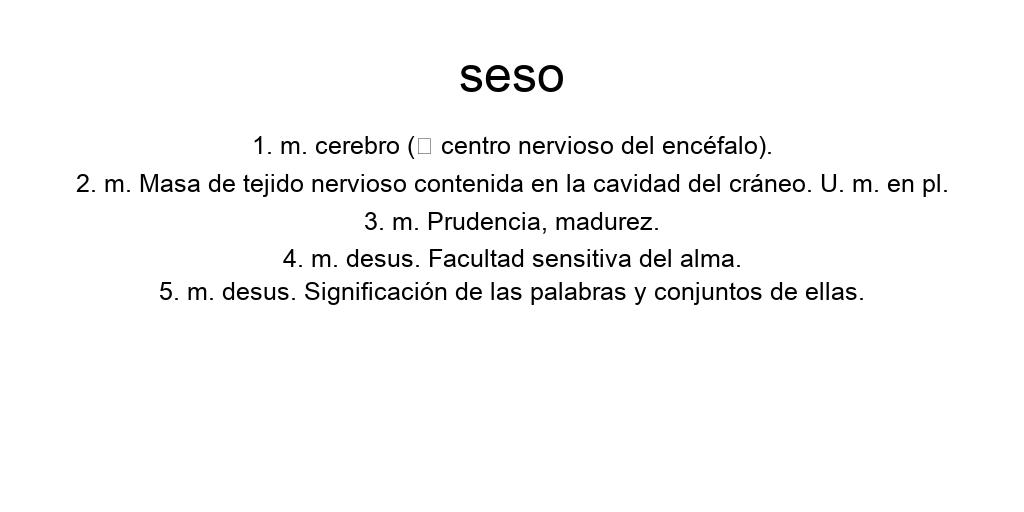 seso
1. m. cerebro (▯ centro nervioso del encéfalo).
2. m. Masa de tejido nervioso contenida en la cavidad del cráneo. U. m. en pl.
3. m. Prudencia, madurez.
4. m. desus. Facultad sensitiva del alma.
5. m. desus. Significación de las palabras y conjuntos de ellas.